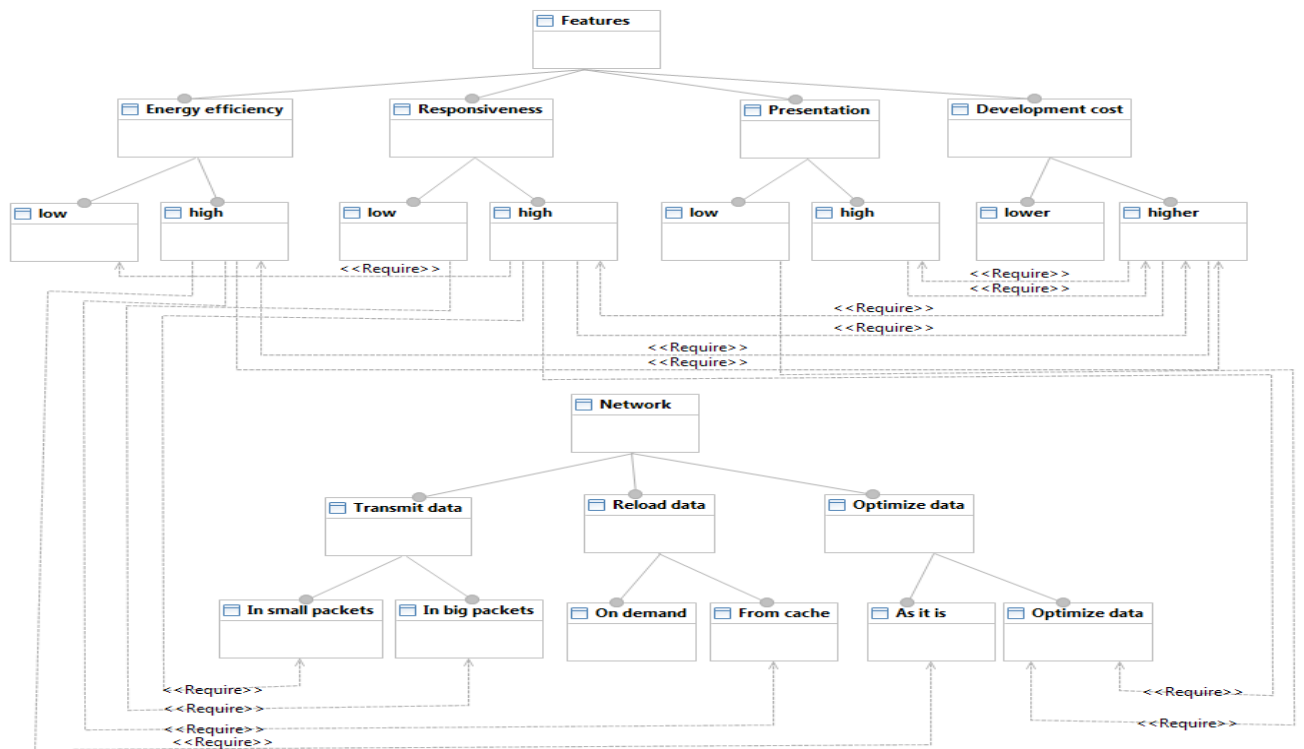 Features
Energy efficiency
Responsiveness
Presentation
Development cost
low
high
low
high
low
high
lower
higher
<<Require>>
<<Require>>
<<Require>>
<<Require>>
<<Require>>
<<Require>>
<<Require>>
Network
Transmit data
Reload data
Optimize data
In small packets
In big packets
On demand
From cache
As it is
Optimize data
<<Require>>
<<Require>>
<<Require>>
<<Require>>
<<Require>>
<<Require>>